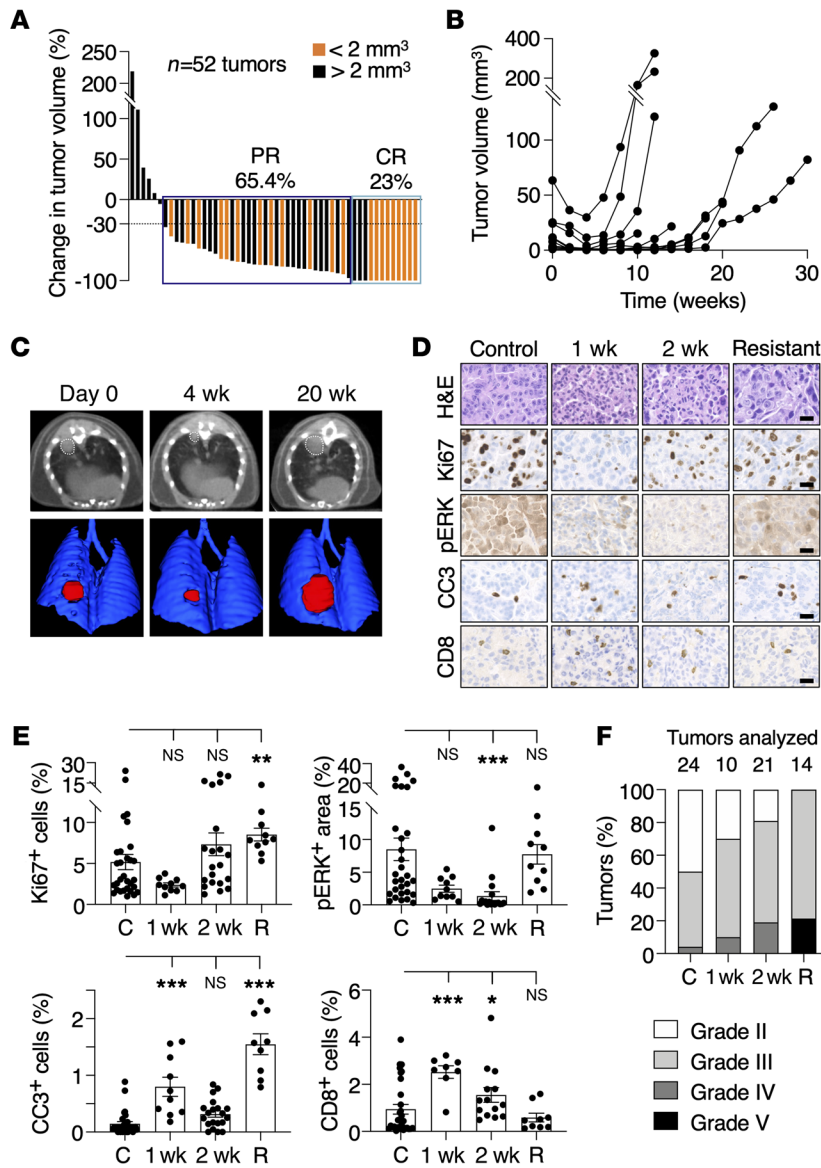 A
Change in tumor volume (%)
250
200
100
50
0
-30
-100
n=52 tumors
< 2 mm³
> 2 mm³
PR
65.4%
CR
23%
B
Tumor volume (mm³)
400
200
100
50
0
0
10
20
30
Time (weeks)
C
Day 0
4 wk
20 wk
D
Control
1 wk
2 wk
Resistant
H&E
Ki67
pERK
CC3
CD8
E
Ki67⁺ cells (%)
30
15
10
5
0
NS
NS
**
C
1 wk
2 wk
R
pERK⁺ area (%)
40
20
15
10
5
0
NS
***
NS
C
1 wk
2 wk
R
CC3⁺ cells (%)
2
1
0
***
NS
***
C
1 wk
2 wk
R
CD8⁺ cells (%)
6
4
2
0
***
*
NS
C
1 wk
2 wk
R
F
Tumors analyzed
24
10
21
14
Tumors (%)
100
80
60
40
20
0
C
1 wk
2 wk
R
Grade II
Grade III
Grade IV
Grade V